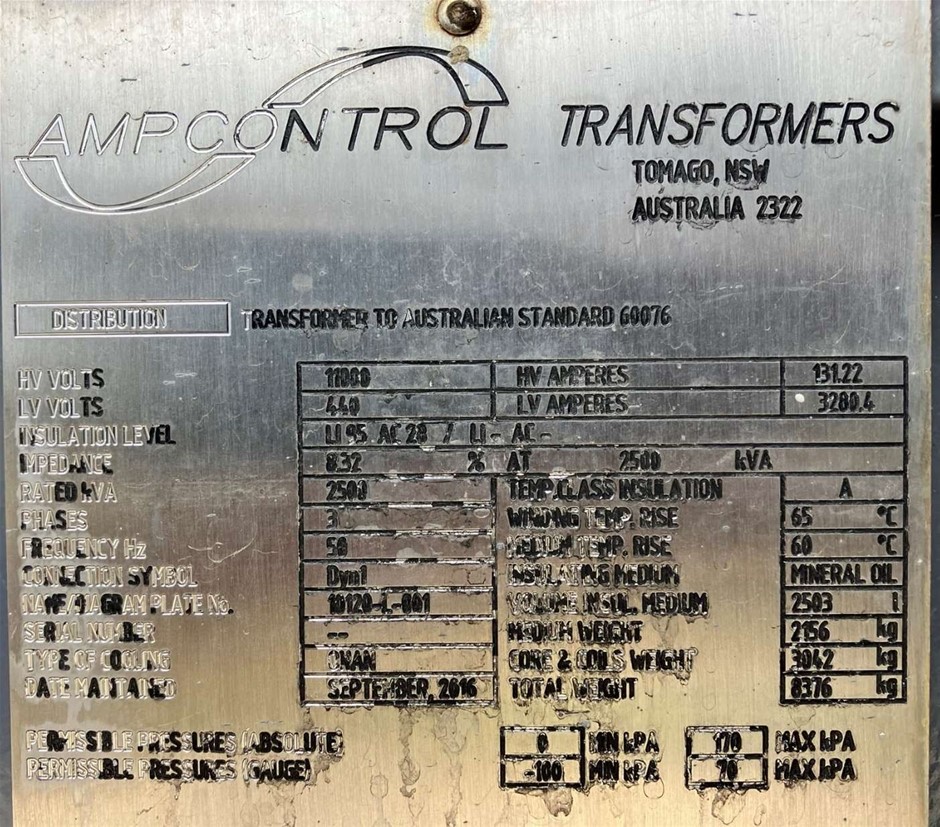 AMPCONTROL TRANSFORMERS
TOMAGO, NSW
AUSTRALIA 2322
DISTRIBUTION TRANSFORMER TO AUSTRALIAN STANDARD 60076
HV VOLTS 11000 HV AMPERES 131.22
LV VOLTS 440 LV AMPERES 3280.4
INSULATION LEVEL LI 95 AC 28 / LI - AC -
IMPEDANCE 8.32 % AT 2500 kVA
RATED kVA 2500 TEMP.CLASS INSULATION A
PHASES 3 WINDING TEMP. RISE 65 °C
FREQUENCY Hz 50 MEDIUM TEMP. RISE 60 °C
CONNECTION SYMBOL Dyn1 INSULATING MEDIUM MINERAL OIL
NAME/DIAGRAM PLATE No. 10120-L-001 VOLUME INSUL. MEDIUM 2503 l
SERIAL NUMBER -- MEDIUM WEIGHT 2156 kg
TYPE OF COOLING ONAN CORE & COILS WEIGHT 3042 kg
DATE MAINTAINED SEPTEMBER, 2016 TOTAL WEIGHT 8376 kg
PERMISSIBLE PRESSURES (ABSOLUTE) 0 MIN kPA 170 MAX kPA
PERMISSIBLE PRESSURES (GAUGE) -100 MIN kPA 70 MAX kPA